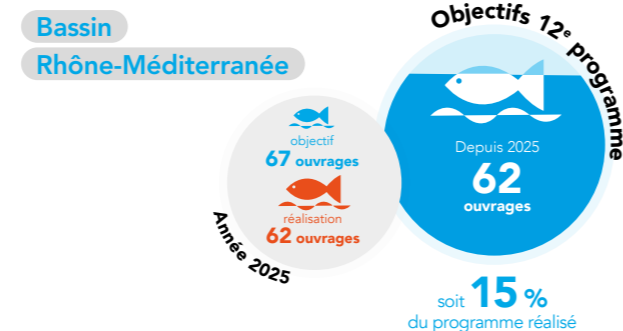 Bassin
Rhône-Méditerranée
objectif
67 ouvrages
réalisation
62 ouvrages
Année 2025
Objectifs 12e programme
Depuis 2025
62
ouvrages
soit 15 %
du programme réalisé